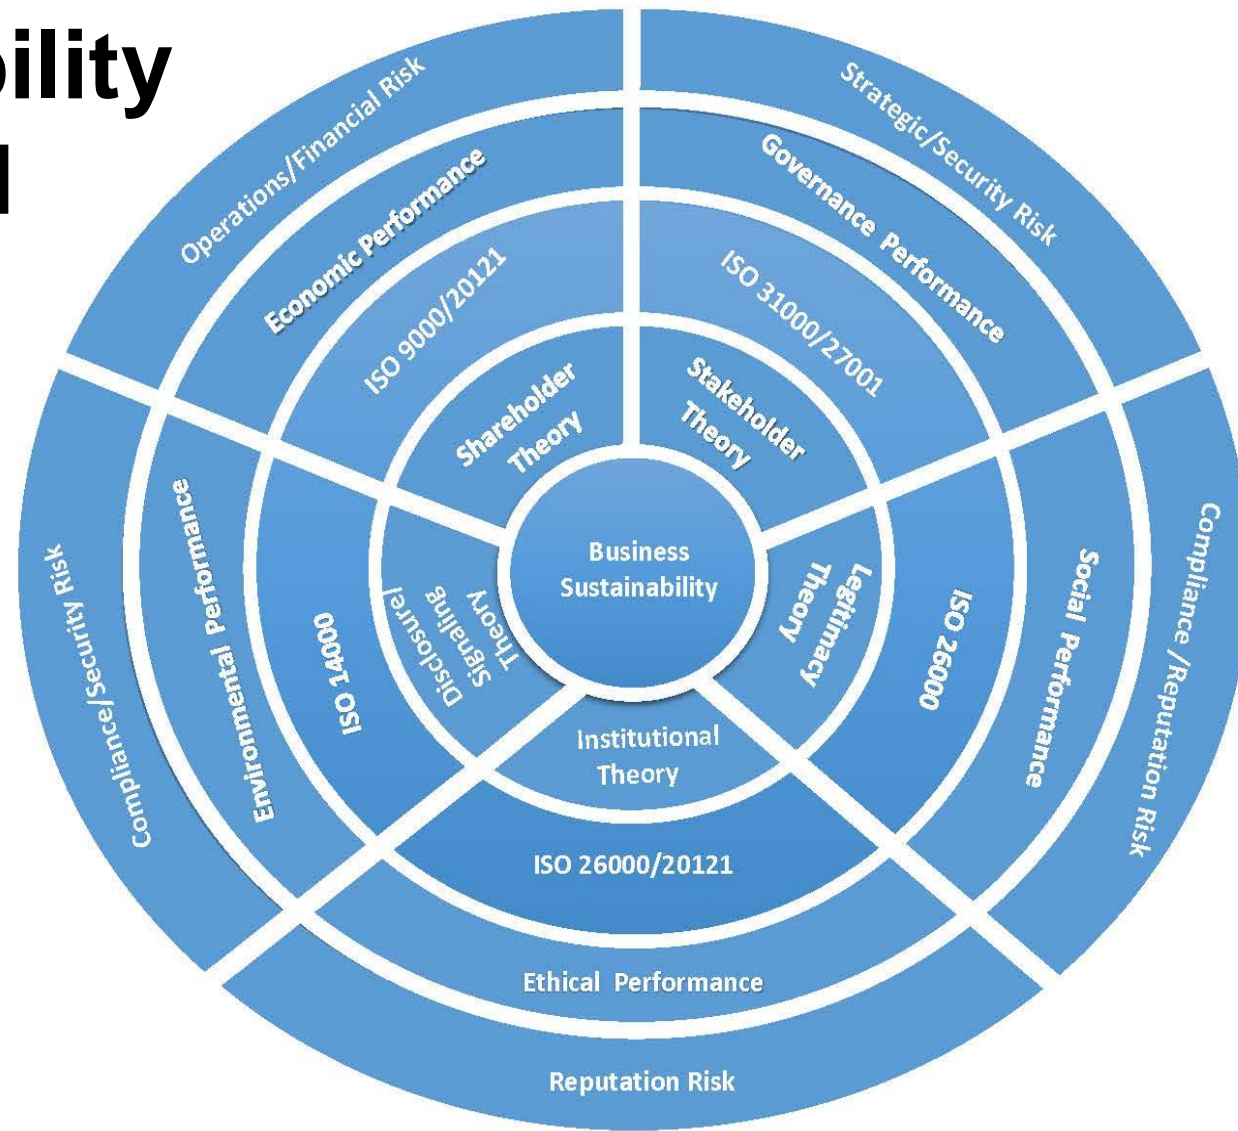 bility
Operations/Financial Risk
Strategic/Security Risk
Economic Performance
Governance Performance
ISO 9000/20121
ISO 31000/27001
Shareholder
Theory
Stakeholder
Theory
Business
Sustainability
Compliance/Security Risk
Environmental Performance
ISO 14000
Disclosure/
Signaling
Theory
Legitimacy
Theory
ISO 26000
Social Performance
Compliance /Reputation Risk
Institutional
Theory
ISO 26000/20121
Ethical Performance
Reputation Risk